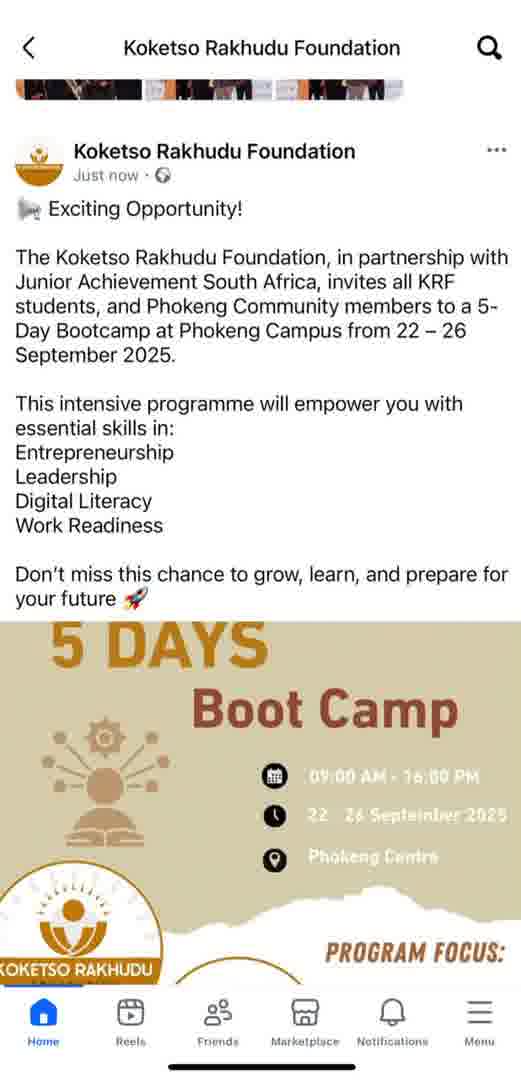 Koketso Rakhudu Foundation
Koketso Rakhudu Foundation
Just now ·
Exciting Opportunity!
The Koketso Rakhudu Foundation, in partnership with
Junior Achievement South Africa, invites all KRF
students, and Phokeng Community members to a 5-
Day Bootcamp at Phokeng Campus from 22 – 26
September 2025.
This intensive programme will empower you with
essential skills in:
Entrepreneurship
Leadership
Digital Literacy
Work Readiness
Don't miss this chance to grow, learn, and prepare for
your future 🚀
5 DAYS
Boot Camp
09:00 AM - 16:00 PM
22 - 26 September 2025
Phokeng Centre
KOKETSO RAKHUDU
PROGRAM FOCUS:
Home
Reels
Friends
Marketplace
Notifications
Menu